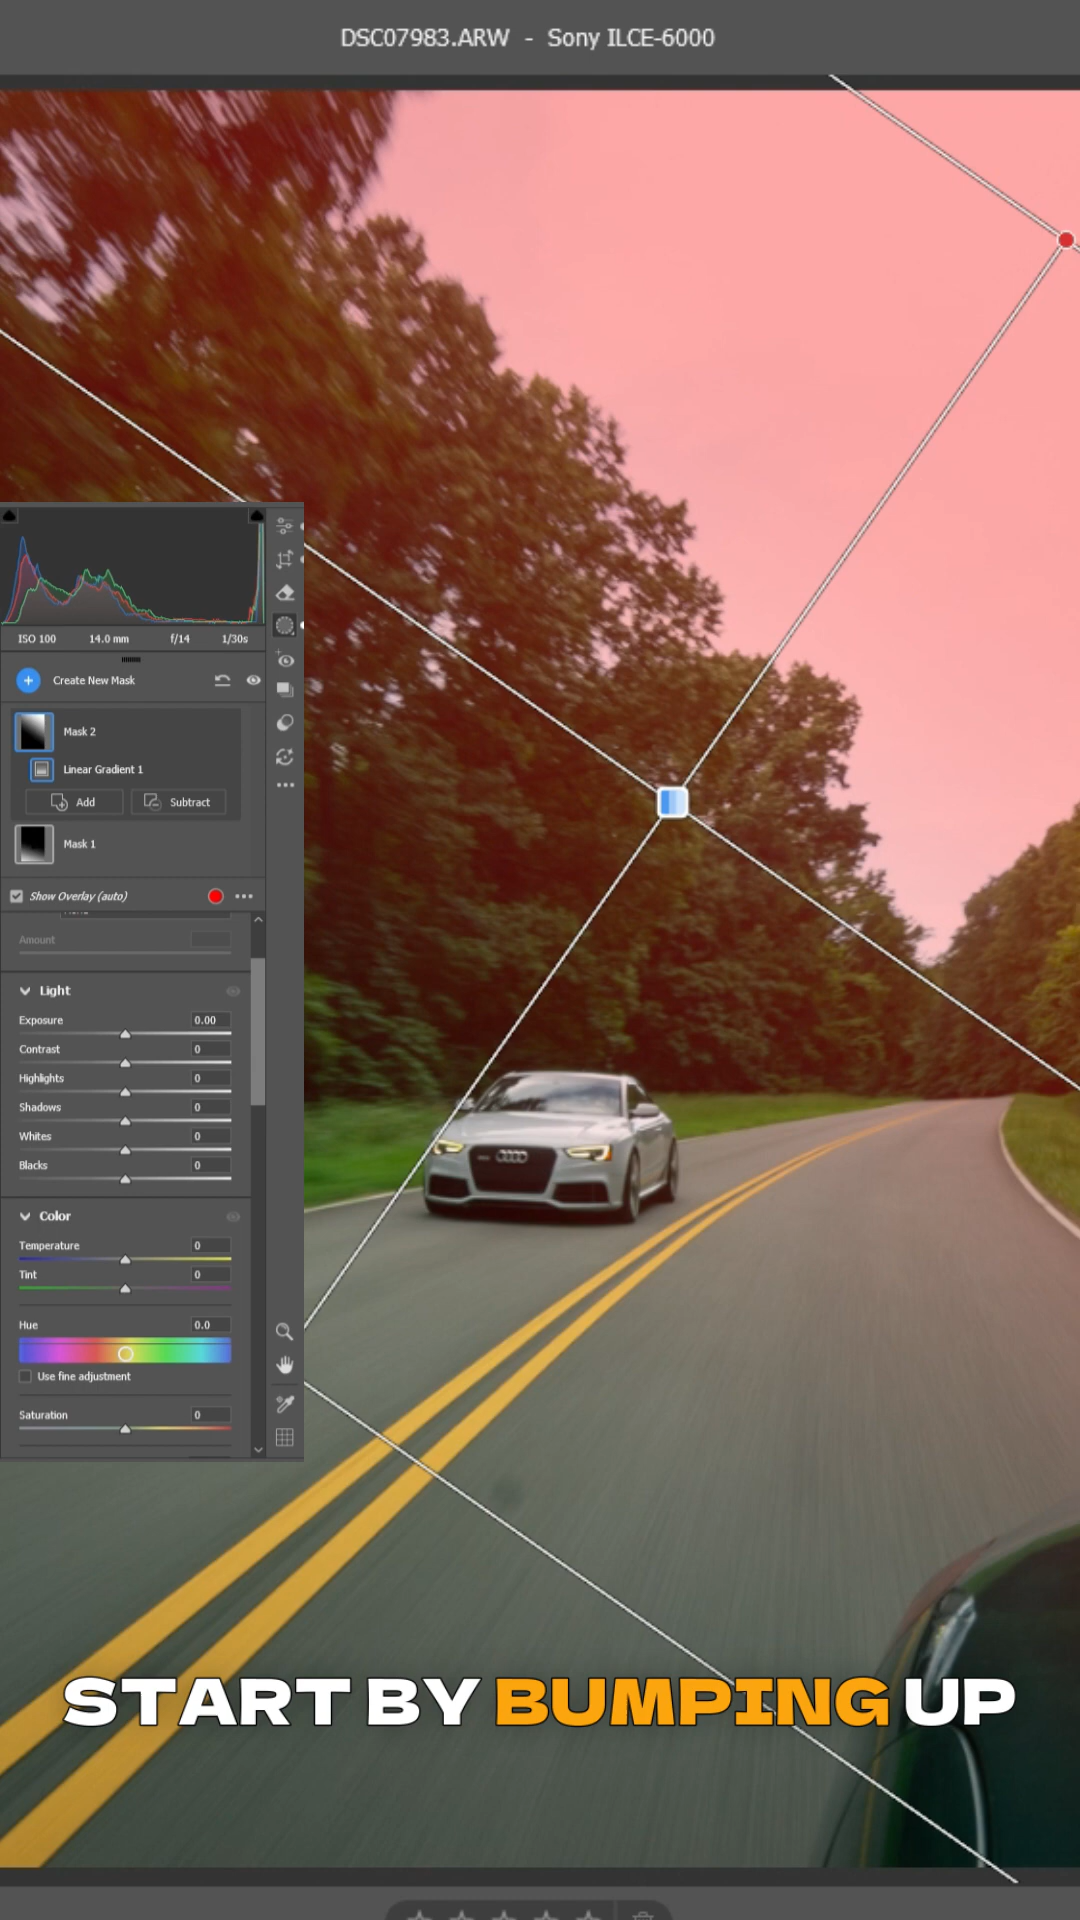 DSC07983.ARW - Sony ILCE-6000
ISO 100 14.0 mm f/14 1/30s
Create New Mask
Mask 2
Linear Gradient 1
Add Subtract
Mask 1
Show Overlay (auto)
Amount
Light
Exposure 0.00
Contrast 0
Highlights 0
Shadows 0
Whites 0
Blacks 0
Color
Temperature 0
Tint 0
Hue 0.0
Use fine adjustment
Saturation 0
START BY BUMPING UP